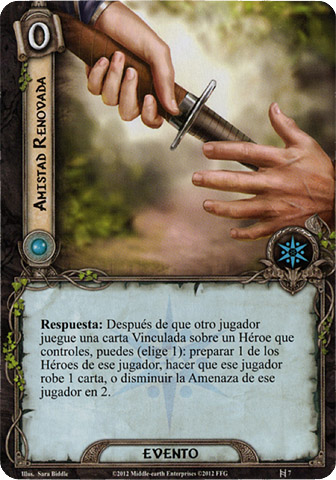 0
AMISTAD RENOVADA
Respuesta: Después de que otro jugador
juegue una carta Vinculada sobre un Héroe que
controles, puedes (elige 1): preparar 1 de los
Héroes de ese jugador, hacer que ese jugador
robe 1 carta, o disminuir la Amenaza de ese
jugador en 2.
EVENTO
Illus. Sara Biddle
©2012 Middle-earth Enterprises ©2012 FFG
7